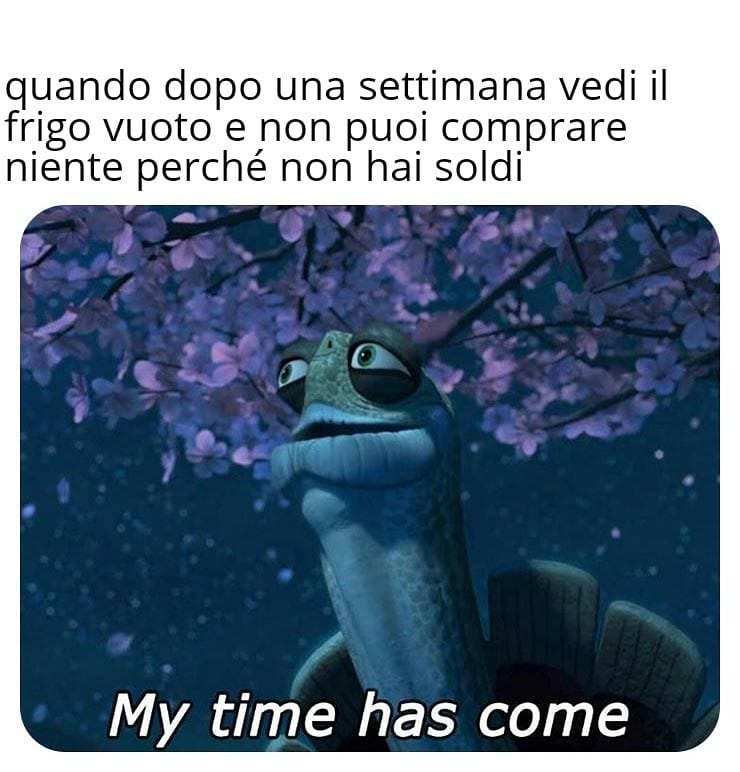 quando dopo una settimana vedi il
frigo vuoto e non puoi comprare
niente perché non hai soldi
My time has come